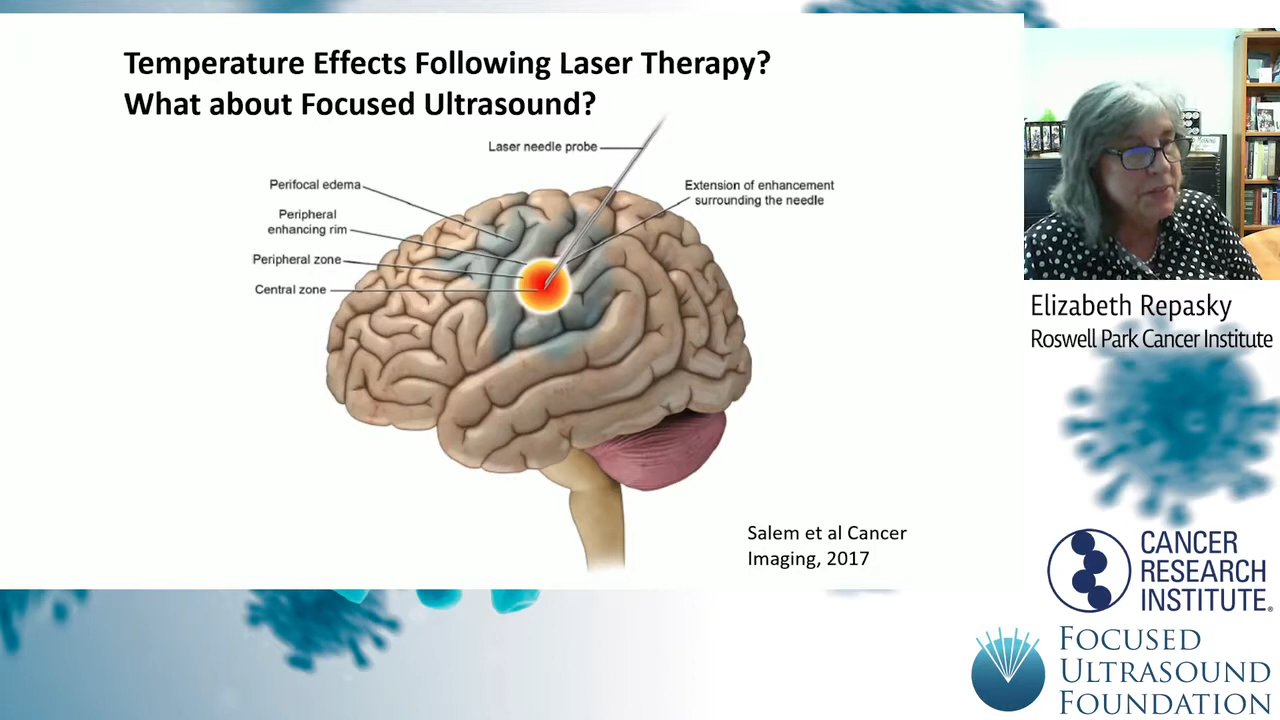 Temperature Effects Following Laser Therapy?
What about Focused Ultrasound?
Laser needle probe
Perifocal edema
Extension of enhancement
surrounding the needle
Peripheral
enhancing rim
Peripheral zone
Central zone
Salem et al Cancer
Imaging, 2017
Elizabeth Repasky
Roswell Park Cancer Institute
CANCER
RESEARCH
INSTITUTE®
FOCUSED
ULTRASOUND
FOUNDATION